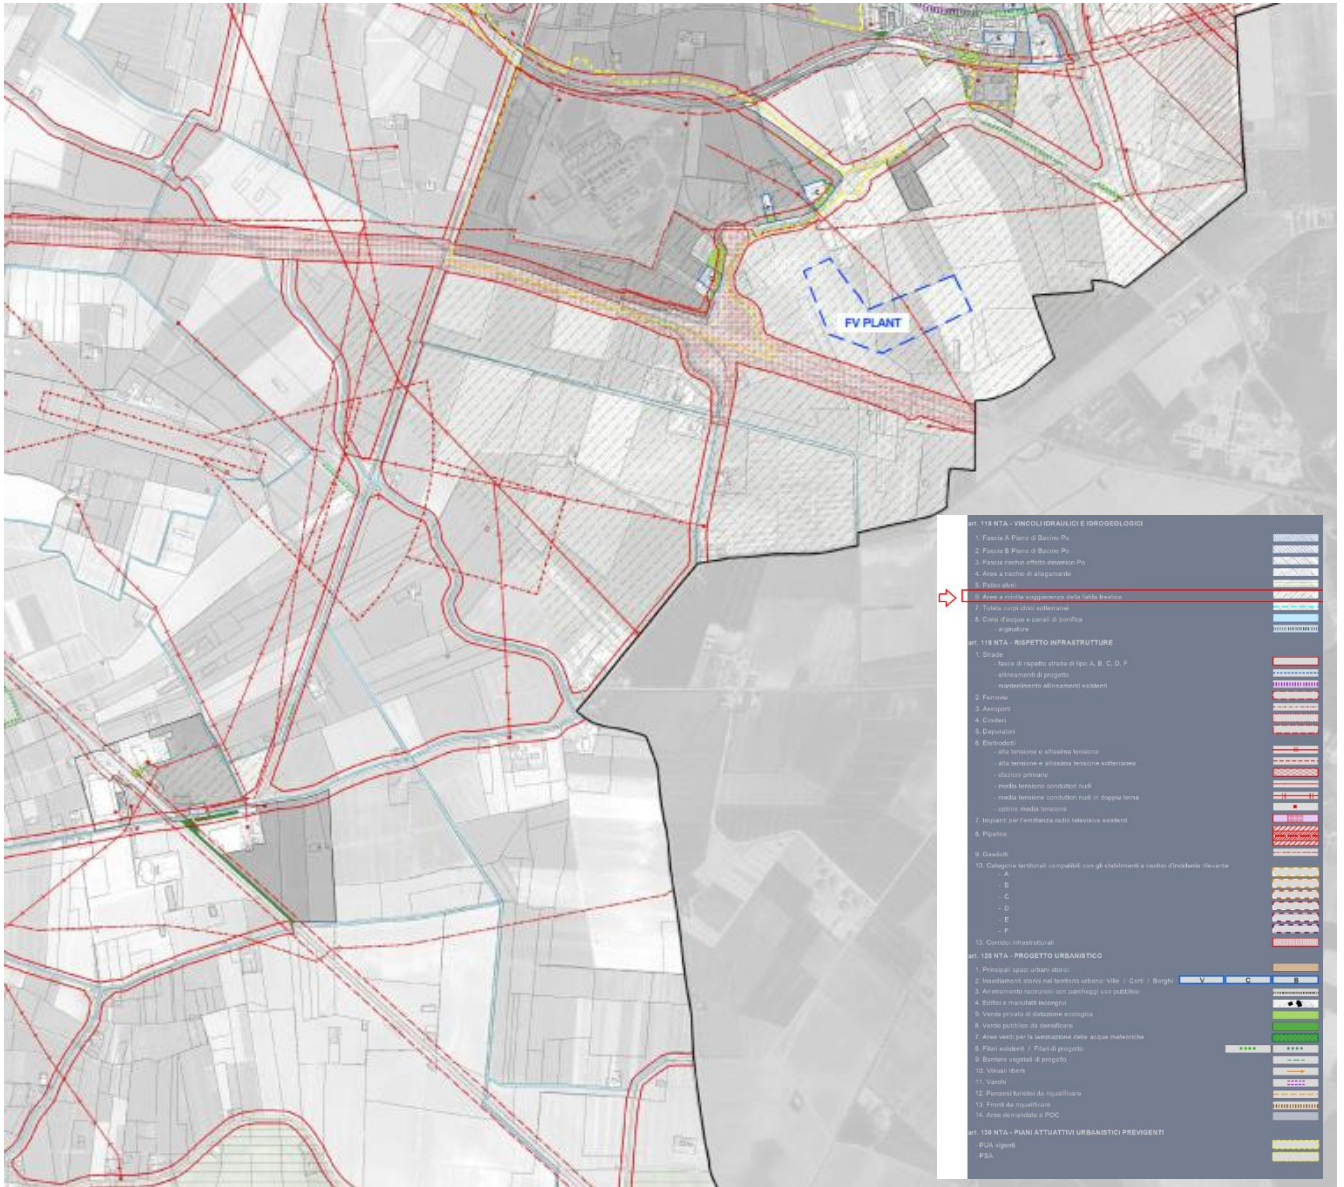 FV PLANT
art. 118 NTA - VINCOLI IDRAULICI E IDROGEOLOGICI
1. Fascia A Piano di Bacino Po
2. Fascia B Piano di Bacino Po
3. Fascia rischio effetto dinamico Po
4. Aree a rischio di allagamento
5. Paleo alvei
6. Aree a ridotta soggiacenza della falda freatica
7. Tutela corpi idrici sotterranei
8. Corsi d'acqua e canali di bonifica
- arginature
art. 119 NTA - RISPETTO INFRASTRUTTURE
1. Strade
- fasce di rispetto strade di tipo A, B, C, D, F
- allineamenti di progetto
- mantenimento allineamenti esistenti
2. Ferrovia
3. Aeroporti
4. Cimiteri
5. Depuratori
6. Elettrodotti
- alta tensione e altissima tensione
- alta tensione e altissima tensione sotterranea
- stazioni primarie
- media tensione conduttori nudi
- media tensione conduttori nudi in doppia terna
- cabine media tensione
7. Impianti per l'emittenza radio televisiva esistenti
8. Pipeline
9. Gasdotti
10. Categorie territoriali compatibili con gli stabilimenti a rischio d'incidente rilevante
- A
- B
- C
- D
- E
- F
13. Corridoi infrastrutturali
art. 120 NTA - PROGETTO URBANISTICO
1. Principali spazi urbani storici
2. Insediamenti storici nel territorio urbano: Ville / Corti / Borghi V C B
3. Arretramento recinzioni con parcheggi uso pubblico
4. Edifici e manufatti incongrui
5. Verde privato di dotazione ecologica
6. Verde pubblico da densificare
7. Aree verdi per la laminazione delle acque meteoriche
8. Filari esistenti / Filari di progetto
9. Barriere vegetali di progetto
10. Visuali libere
11. Varchi
12. Percorsi turistici da riqualificare
13. Fronti da riqualificare
14. Aree demandate a POC
art. 130 NTA - PIANI ATTUATTIVI URBANISTICI PREVIGENTI
- PUA vigenti
- PSA